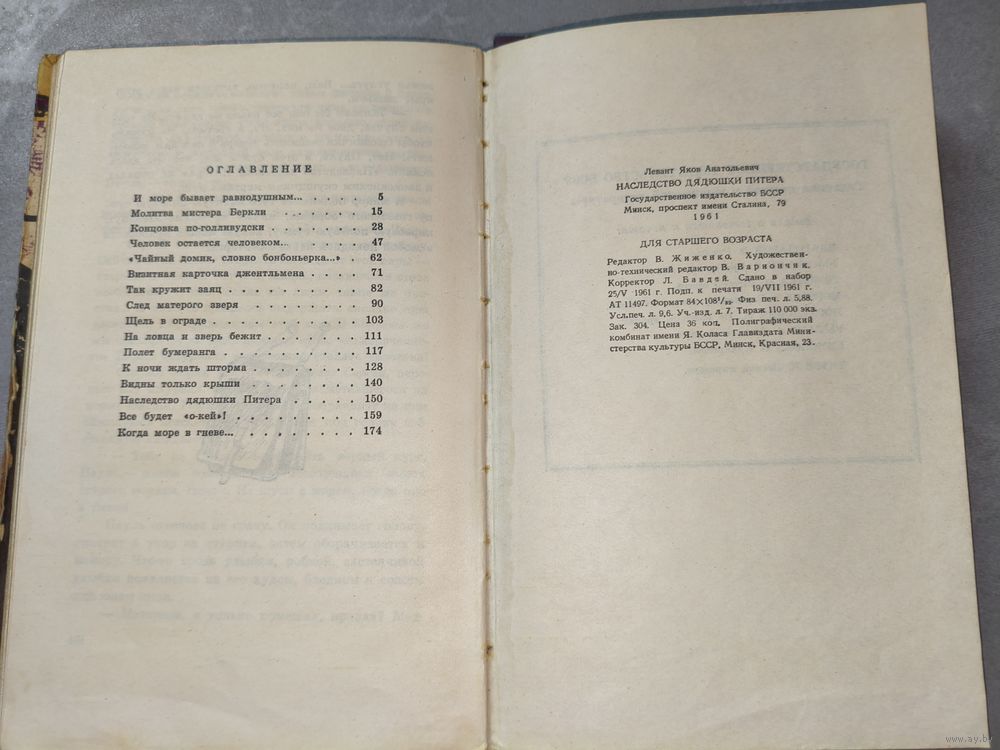 ОГЛАВЛЕНИЕ
И море бывает равнодушным... . . . . . 5
Молитва мистера Беркли . . . . . . 15
Концовка по-голливудски . . . . . . . 28
Человек остается человеком... . . . . . . 47
«Чайный домик, словно бонбоньерка...» . 62
Визитная карточка джентльмена . . . . 71
Так кружит заяц . . . . . . . . . 82
След матерого зверя . . . . . . . . 90
Щель в ограде . . . . . . . . . . 103
На ловца и зверь бежит . . . . . . . 111
Полет бумеранга . . . . . . . . . 117
К ночи ждать шторма . . . . . . . . 128
Видны только крыши . . . . . . . . 140
Наследство дядюшки Питера . . . . . 150
Все будет «о-кей»! . . . . . . . . . 159
Когда море в гневе... . . . . . . . . 174
Левант Яков Анатольевич
НАСЛЕДСТВО ДЯДЮШКИ ПИТЕРА
Государственное издательство БССР
Минск, проспект имени Сталина, 79
1961
ДЛЯ СТАРШЕГО ВОЗРАСТА
Редактор В. Жиженко. Художествен-
но-технический редактор В. Вариончик.
Корректор Л. Бавдей. Сдано в набор
25/V 1961 г. Подп. к печати 19/VII 1961 г.
АТ 11497. Формат 84×108¹/₃₂. Физ. печ. л. 5,88.
Усл.печ. л. 9,6. Уч.-изд. л. 7. Тираж 110 000 экз.
Зак. 304. Цена 36 коп. Полиграфический
комбинат имени Я. Коласа Главиздата Мини-
стерства культуры БССР, Минск, Красная, 23.
www.ay.by